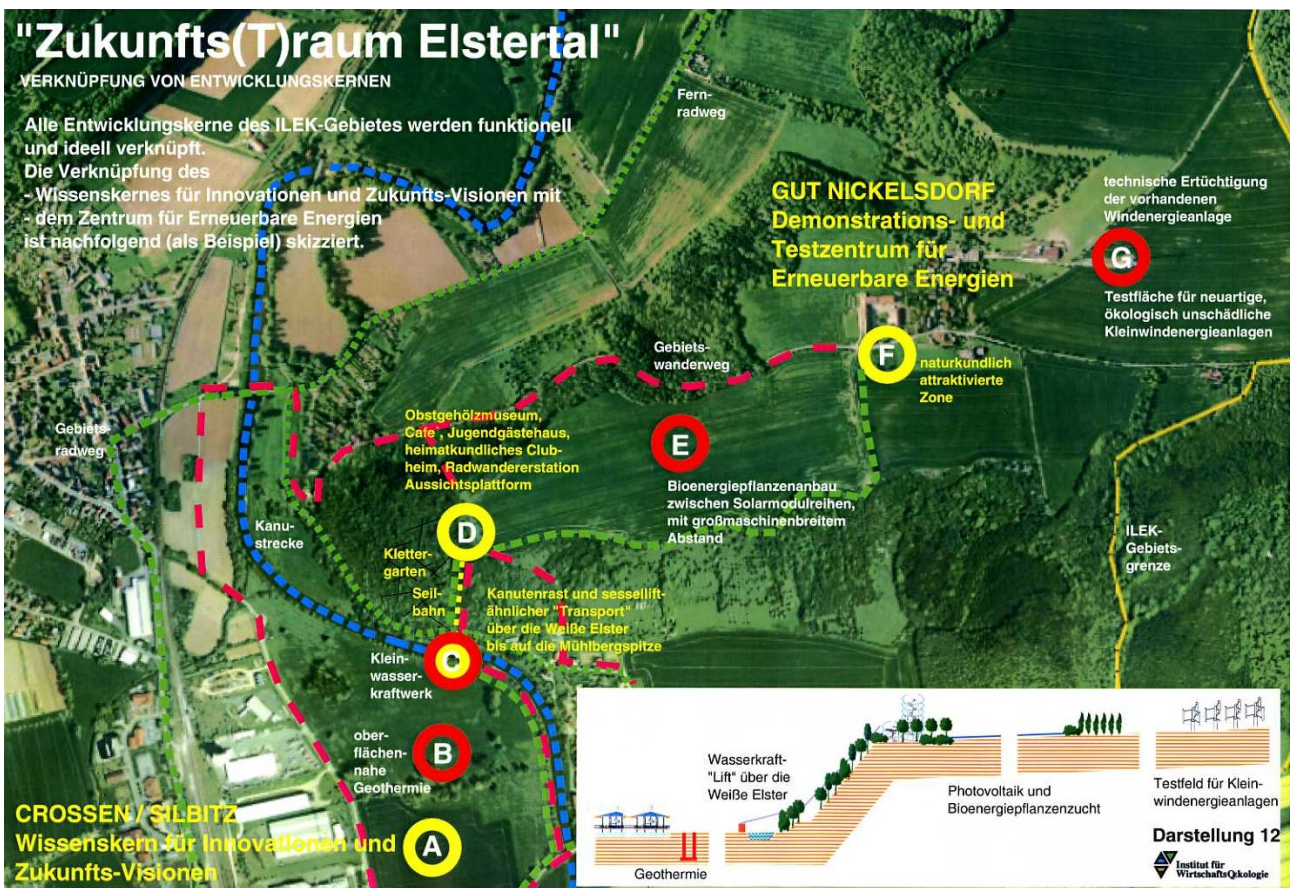 "Zukunfts(T)raum Elstertal"
VERKNÜPFUNG VON ENTWICKLUNGSKERNEN
Alle Entwicklungskerne des ILEK-Gebietes werden funktionell
und ideell verknüpft.
Die Verknüpfung des
- Wissenskernes für Innovationen und Zukunfts-Visionen mit
- dem Zentrum für Erneuerbare Energien
ist nachfolgend (als Beispiel) skizziert.
Fern-
radweg
GUT NICKELSDORF
Demonstrations- und
Testzentrum für
Erneuerbare Energien
technische Ertüchtigung
der vorhandenen
Windenergieanlage
G
Testfläche für neuartige,
ökologisch unschädliche
Kleinwindenergieanlagen
Gebiets-
wanderweg
F
naturkundlich
attraktivierte
Zone
Gebiets-
radweg
Obstgehölzmuseum,
Cafe', Jugendgästehaus,
heimatkundliches Club-
heim, Radwandererstation
Aussichtsplattform
E
Bioenergiepflanzenanbau
zwischen Solarmodulreihen,
mit großmaschinenbreitem
Abstand
Kanu-
strecke
D
Kletter-
garten
Seil-
bahn
Kanutenrast und sessellift-
ähnlicher "Transport"
über die Weiße Elster
bis auf die Mühlbergspitze
ILEK-
Gebiets-
grenze
C
Klein-
wasser-
kraftwerk
B
ober-
flächen-
nahe
Geothermie
CROSSEN / SILBITZ
Wissenskern für Innovationen und
Zukunfts-Visionen
A
Wasserkraft-
"Lift" über die
Weiße Elster
Geothermie
Photovoltaik und
Bioenergiepflanzenzucht
Testfeld für Klein-
windenergieanlagen
Darstellung 12
Institut für
WirtschaftsÖkologie